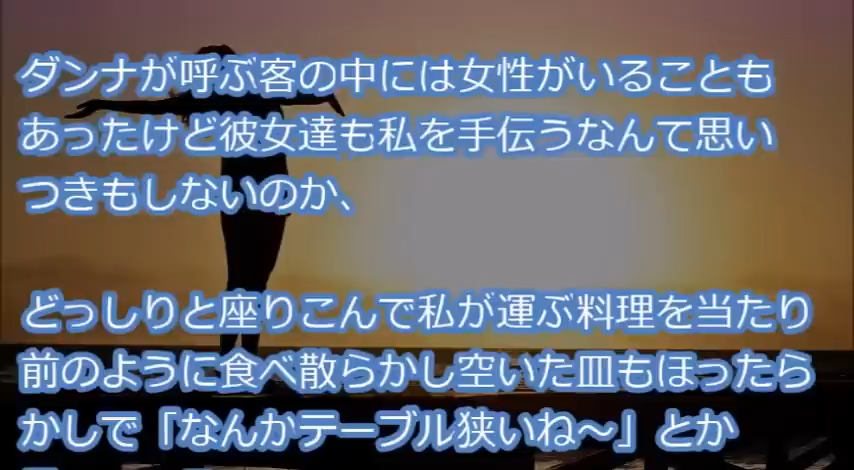 ダンナが呼ぶ客の中には女性がいることも
あったけど彼女達も私を手伝うなんて思い
つきもしないのか、
どっしりと座りこんで私が運ぶ料理を当たり
前のように食べ散らかし空いた皿もほったら
かしで「なんかテーブル狭いね～」とか